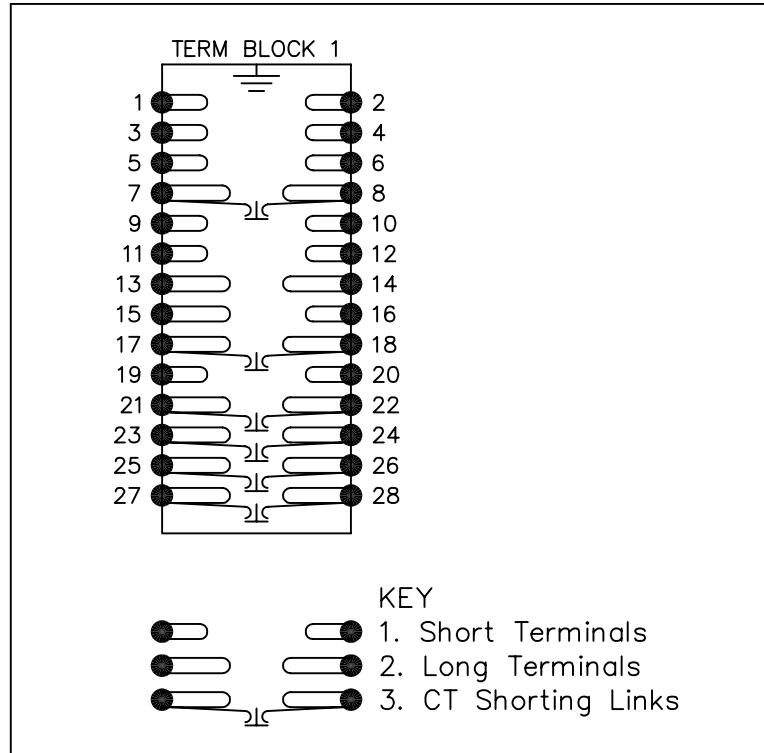 TERM BLOCK 1
1 2
3 4
5 6
7 8
9 10
11 12
13 14
15 16
17 18
19 20
21 22
23 24
25 26
27 28
KEY
1. Short Terminals
2. Long Terminals
3. CT Shorting Links